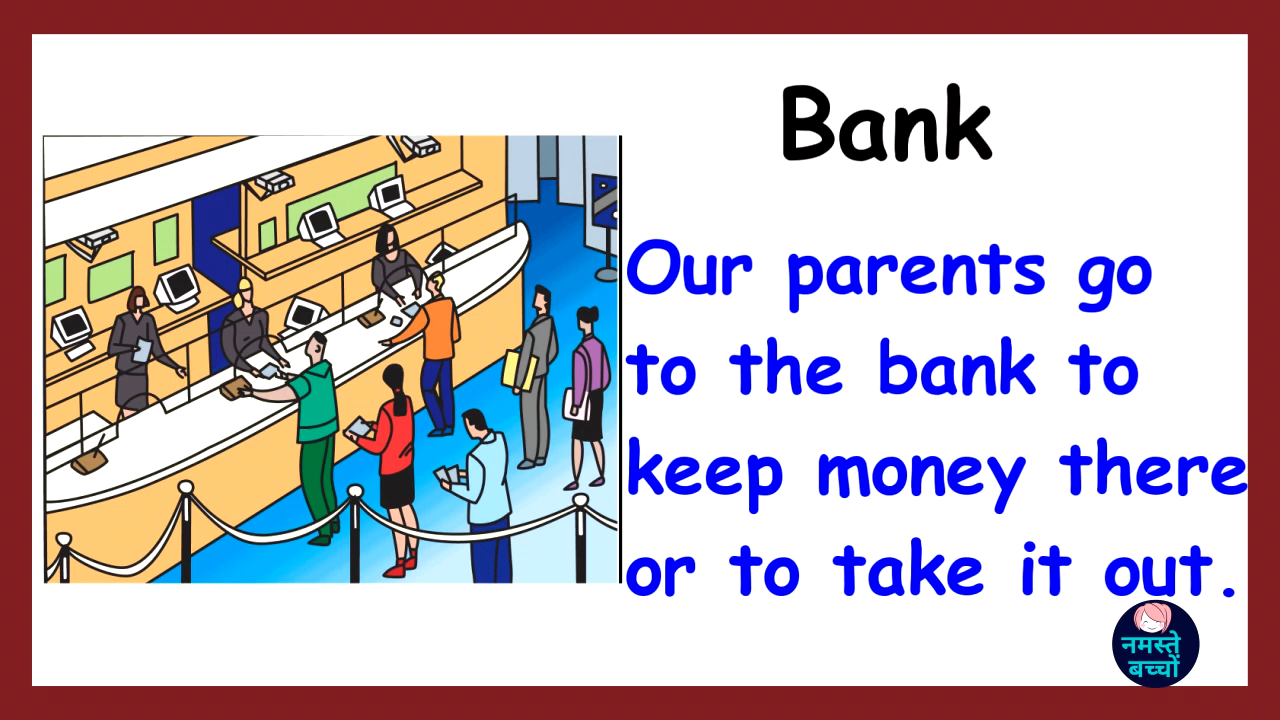 Bank
Our parents go
to the bank to
keep money there
or to take it out.
नमस्ते
बच्चों